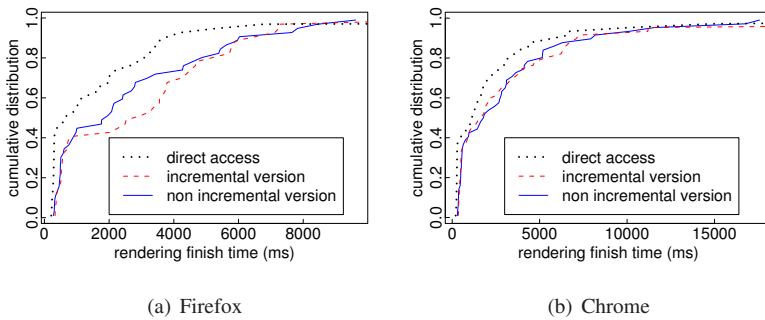 cumulative distribution
0.0 0.2 0.4 0.6 0.8 1.0
direct access
incremental version
non incremental version
0 2000 4000 6000 8000
rendering finish time (ms)
(a) Firefox
cumulative distribution
0.0 0.2 0.4 0.6 0.8 1.0
direct access
incremental version
non incremental version
0 5000 10000 15000
rendering finish time (ms)
(b) Chrome